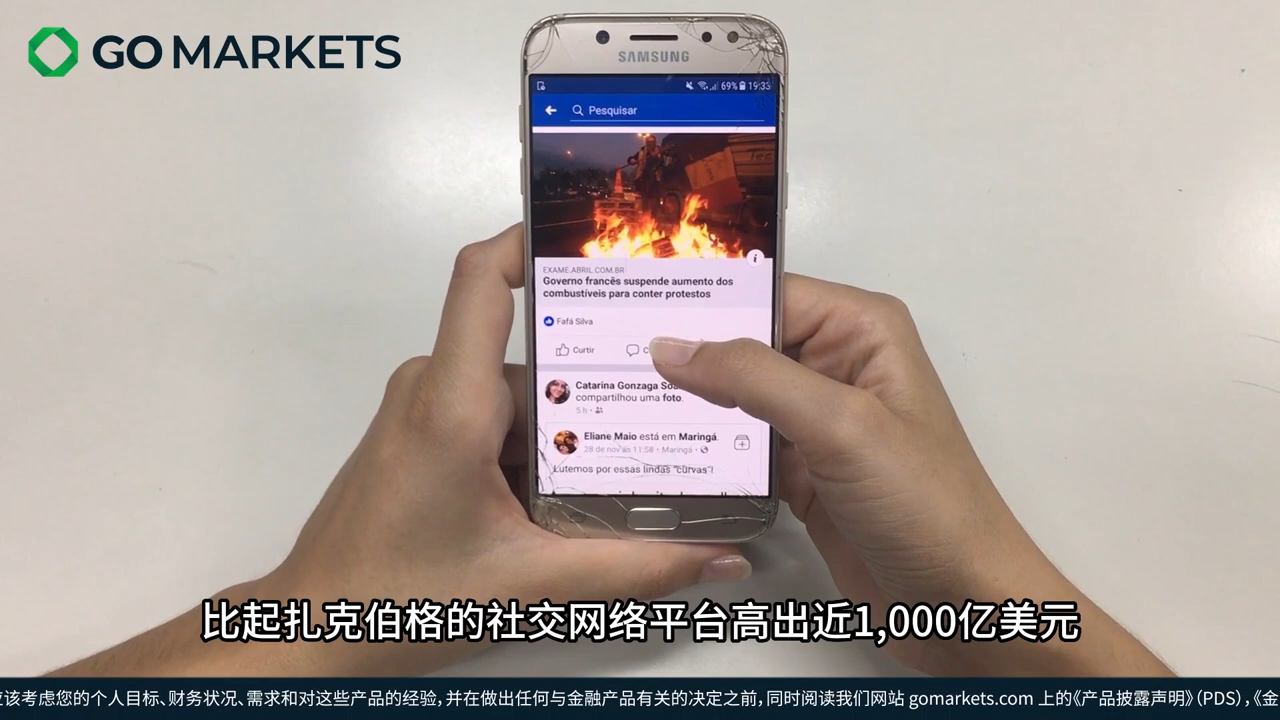 GO MARKETS
SAMSUNG
69% 19:33
Pesquisar
EXAME.ABRIL.COM.BR
Governo francês suspende aumento dos
combustíveis para conter protestos
Fafá Silva
Curtir
Catarina Gonzaga
compartilhou uma foto.
5 h
Eliane Maio está em Maringá.
28 de nov às 11:58 • Maringá •
Lutemos por essas lindas "curvas"!
比起扎克伯格的社交网络平台高出近1,000亿美元
应该考虑您的个人目标、财务状况、需求和对这些产品的经验,并在做出任何与金融产品有关的决定之前,同时阅读我们网站 gomarkets.com 上的《产品披露声明》(PDS),《金